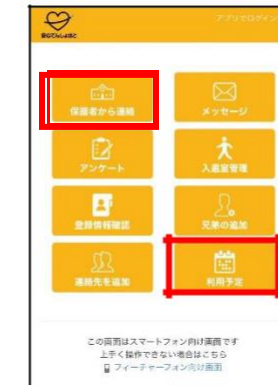 安心でんしょばと
アプリでログイン
保護者から連絡
メッセージ
アンケート
入退室管理
登録情報確認
兄弟の追加
連絡先を追加
利用予定
この画面はスマートフォン向け画面です
上手く操作できない場合はこちら
フィーチャーフォン向け画面